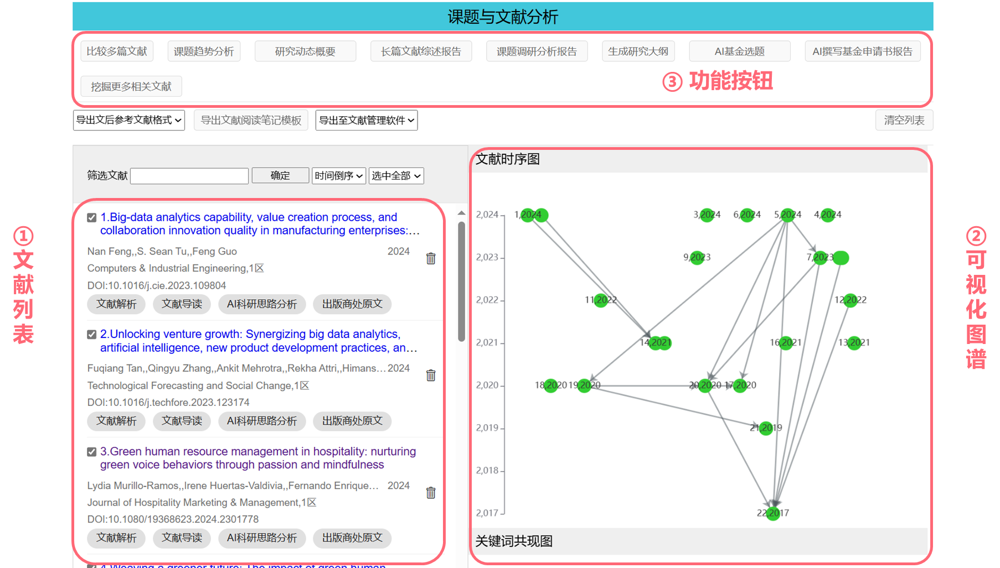 课题与文献分析
比较多篇文献 课题趋势分析 研究动态概要 长篇文献综述报告 课题调研分析报告 生成研究大纲 AI基金选题 AI撰写基金申请书报告
挖掘更多相关文献
③ 功能按钮
导出文后参考文献格式 导出文献阅读笔记模板 导出至文献管理软件 清空列表
筛选文献 确定 时间倒序 选中全部
①文献列表
1.Big-data analytics capability, value creation process, and
collaboration innovation quality in manufacturing enterprises:...
Nan Feng,,S. Sean Tu,,Feng Guo 2024
Computers & Industrial Engineering,1区
DOI:10.1016/j.cie.2023.109804
文献解析 文献导读 AI科研思路分析 出版商处原文
2.Unlocking venture growth: Synergizing big data analytics,
artificial intelligence, new product development practices, an...
Fuqiang Tan,,Qingyu Zhang,,Ankit Mehrotra,,Rekha Attri,,Himans... 2024
Technological Forecasting and Social Change,1区
DOI:10.1016/j.techfore.2023.123174
文献解析 文献导读 AI科研思路分析 出版商处原文
3.Green human resource management in hospitality: nurturing
green voice behaviors through passion and mindfulness
Lydia Murillo-Ramos,,Irene Huertas-Valdivia,,Fernando Enrique... 2024
Journal of Hospitality Marketing & Management,1区
DOI:10.1080/19368623.2024.2301778
文献解析 文献导读 AI科研思路分析 出版商处原文
4.Weaving a greener future: The impact of green human
文献时序图
2,024 1,2024 3,2024 6,2024 5,2024 4,2024
2,023 9,2023 7,2023
2,022 11,2022 12,2022
2,021 14,2021 16,2021 13,2021
2,020 18,2020 19,2020 20,2020 17,2020
2,019 21,2019
2,018
2,017 22,2017
关键词共现图
②可视化图谱